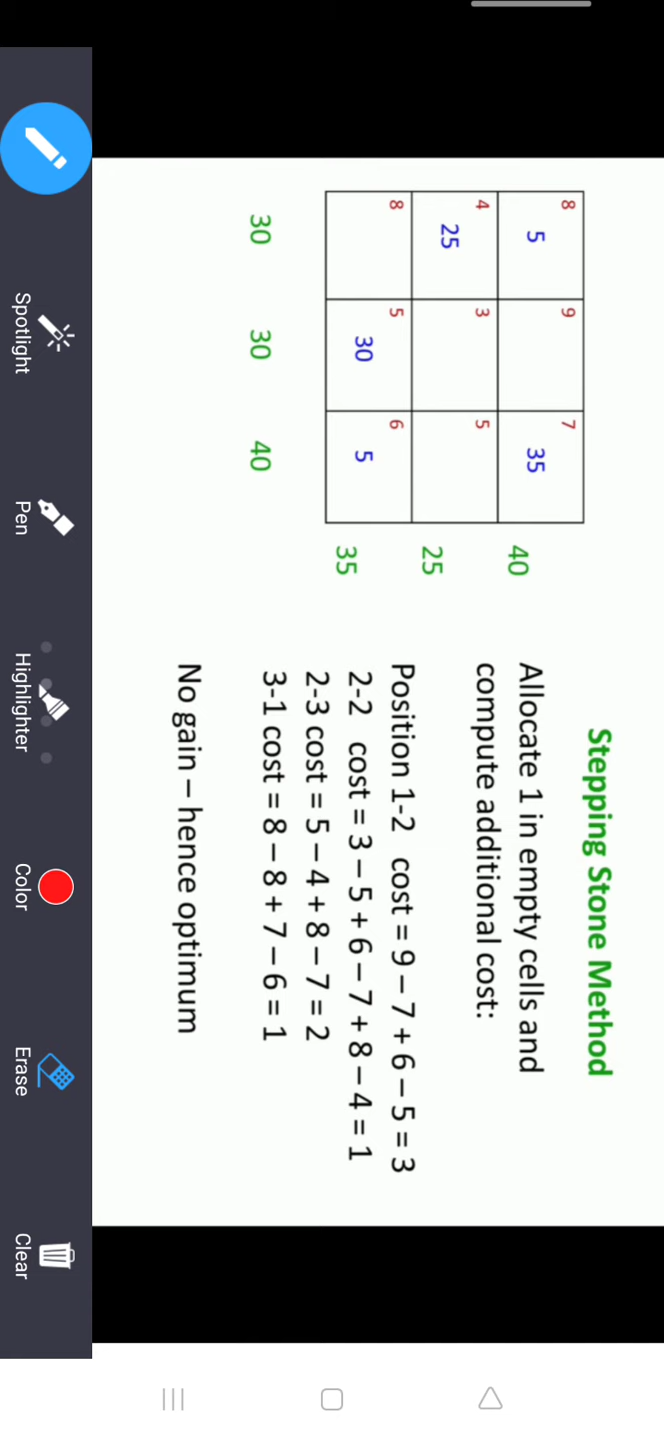 Stepping Stone Method
8 9 7
5 35
40
4 3 5
25
25
8 5 6
30 5
35
30 30 40
Allocate 1 in empty cells and
compute additional cost:
Position 1-2 cost = 9 – 7 + 6 – 5 = 3
2-2 cost = 3 – 5 + 6 – 7 + 8 – 4 = 1
2-3 cost = 5 – 4 + 8 – 7 = 2
3-1 cost = 8 – 8 + 7 – 6 = 1
No gain – hence optimum
Spotlight
Pen
Highlighter
Color
Erase
Clear